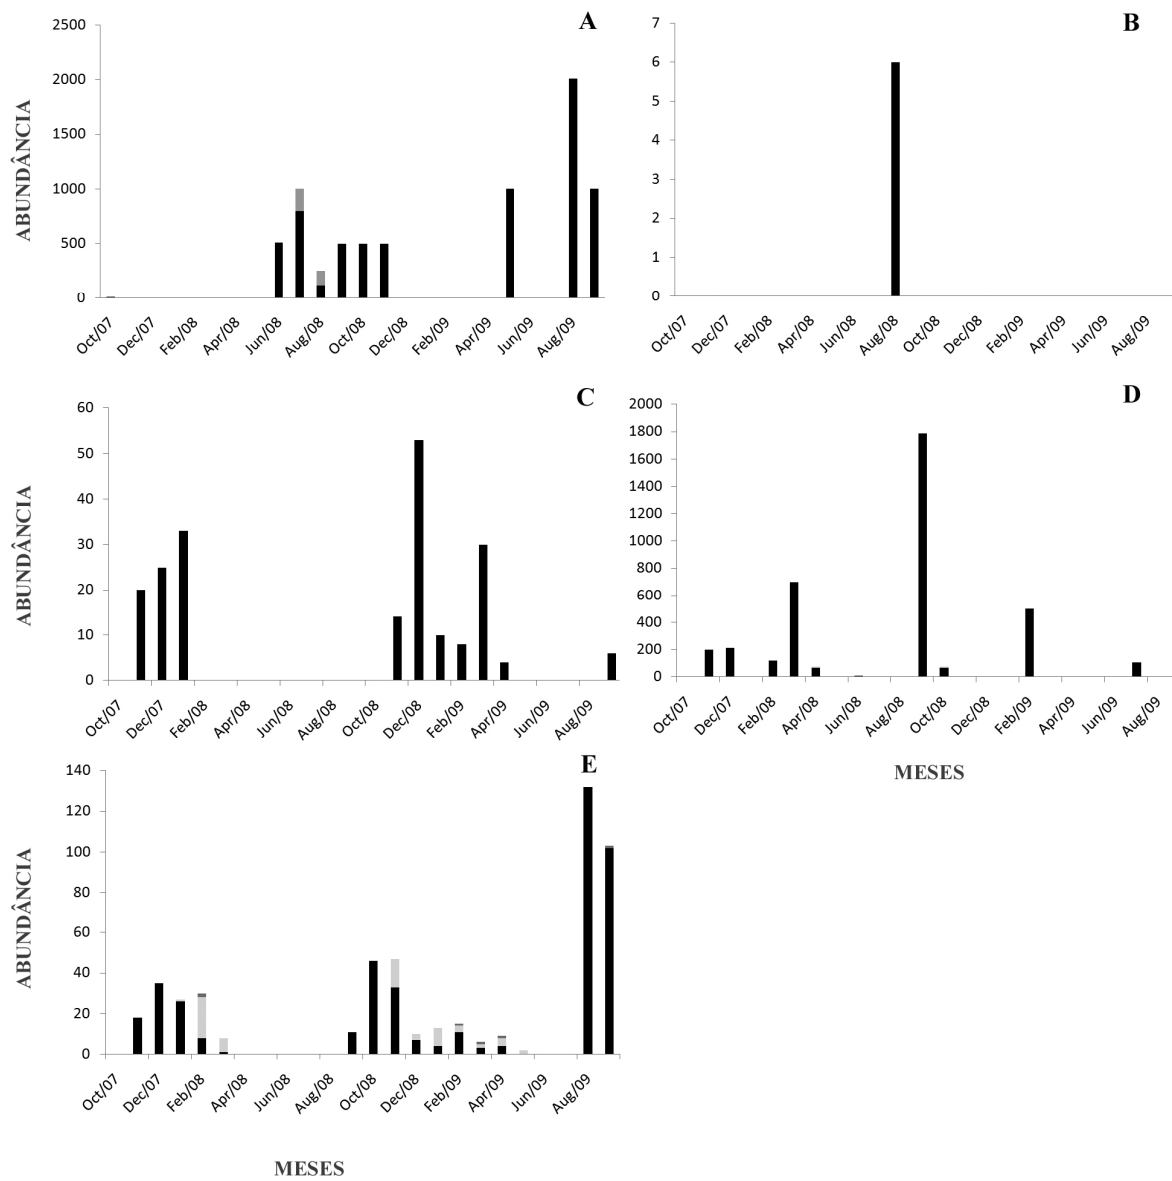 A
ABUNDÂNCIA
2500
2000
1500
1000
500
0
Oct/07 Dec/07 Feb/08 Apr/08 Jun/08 Aug/08 Oct/08 Dec/08 Feb/09 Apr/09 Jun/09 Aug/09
B
7
6
5
4
3
2
1
0
Oct/07 Dec/07 Feb/08 Apr/08 Jun/08 Aug/08 Oct/08 Dec/08 Feb/09 Apr/09 Jun/09 Aug/09
C
ABUNDÂNCIA
60
50
40
30
20
10
0
Oct/07 Dec/07 Feb/08 Apr/08 Jun/08 Aug/08 Oct/08 Dec/08 Feb/09 Apr/09 Jun/09 Aug/09
D
2000
1800
1600
1400
1200
1000
800
600
400
200
0
Oct/07 Dec/07 Feb/08 Apr/08 Jun/08 Aug/08 Oct/08 Dec/08 Feb/09 Apr/09 Jun/09 Aug/09
MESES
E
ABUNDÂNCIA
140
120
100
80
60
40
20
0
Oct/07 Dec/07 Feb/08 Apr/08 Jun/08 Aug/08 Oct/08 Dec/08 Feb/09 Apr/09 Jun/09 Aug/09
MESES